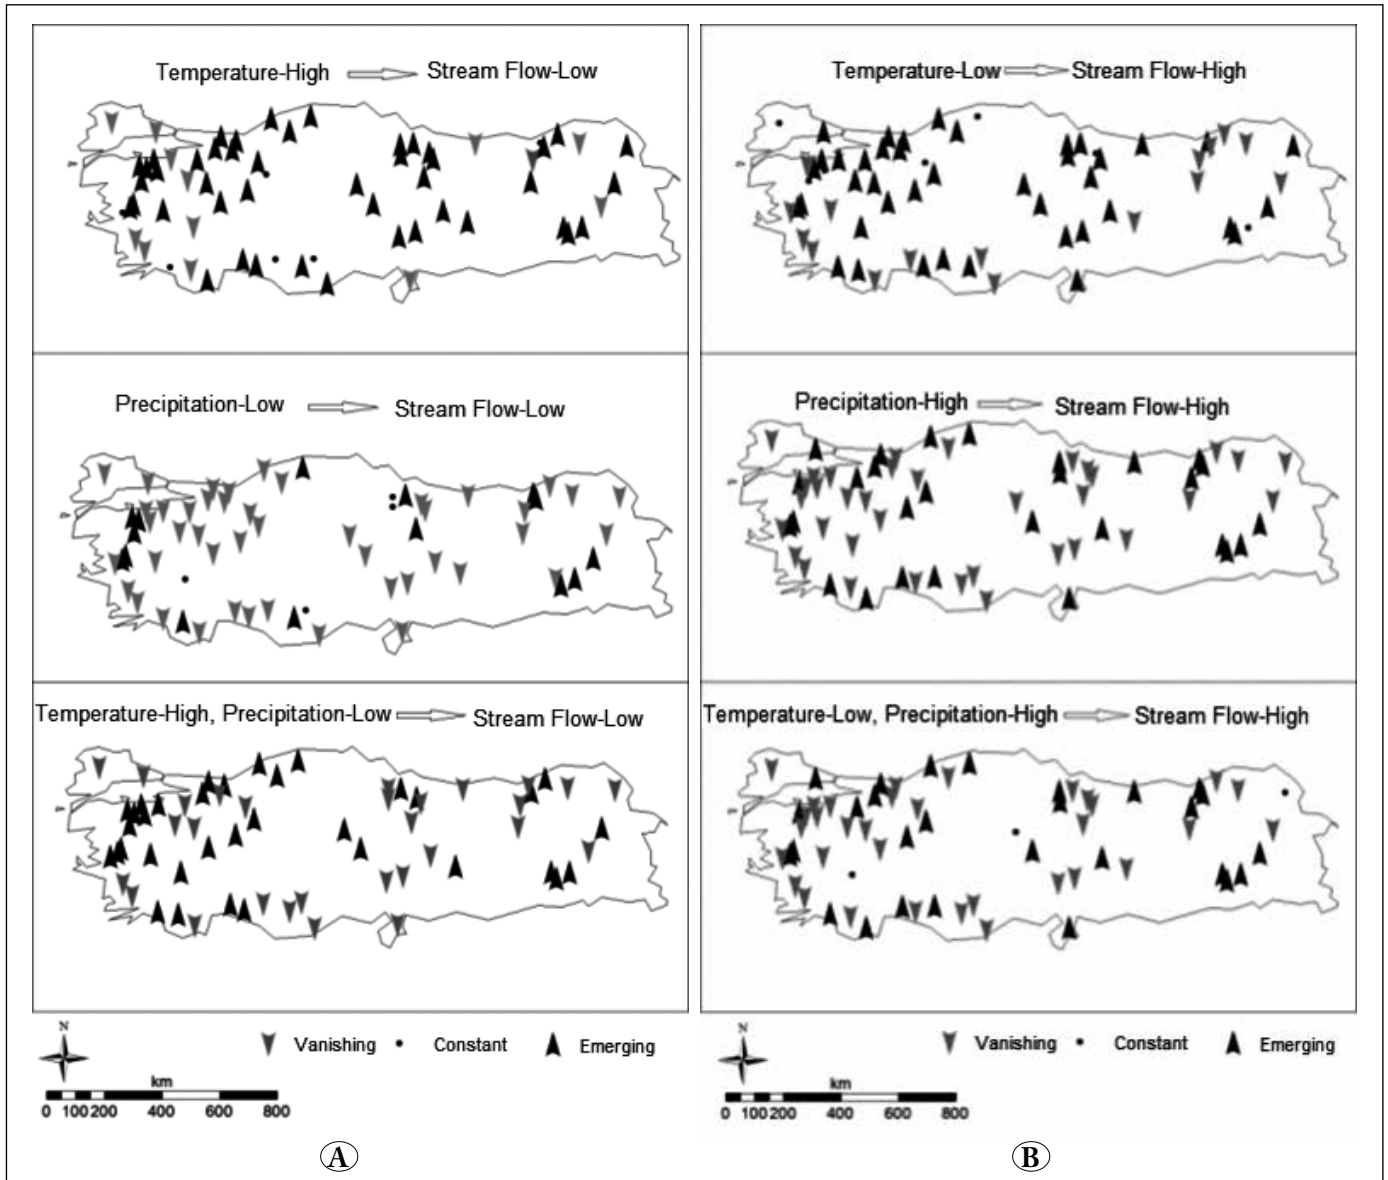 Temperature-High Stream Flow-Low
Temperature-Low Stream Flow-High
Precipitation-Low Stream Flow-Low
Precipitation-High Stream Flow-High
Temperature-High, Precipitation-Low Stream Flow-Low
Temperature-Low, Precipitation-High Stream Flow-High
N
Vanishing Constant Emerging
km
0 100 200 400 600 800
N
Vanishing Constant Emerging
km
0 100 200 400 600 800
A
B